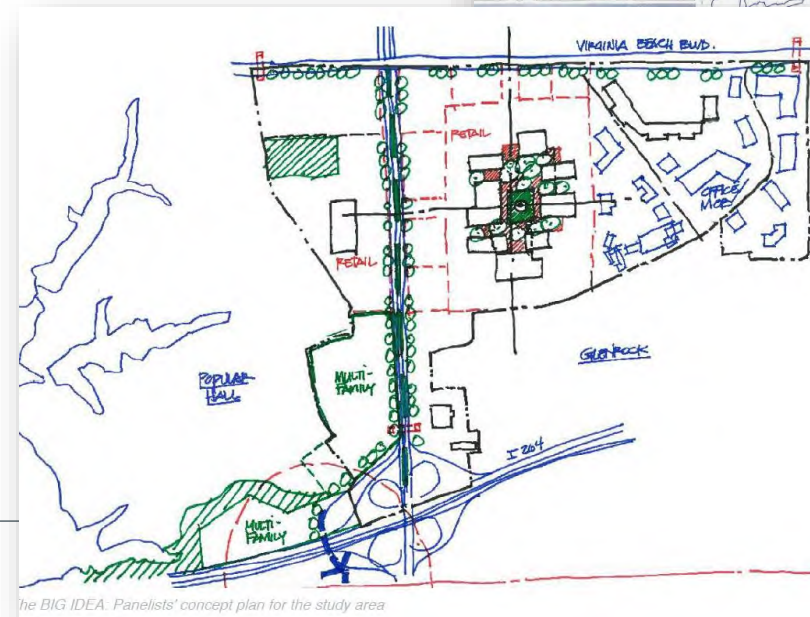 VIRGINIA BEACH BLVD.
RETAIL
OFFICE/
MOB
RETAIL
GLENROCK
POPULAR
HALL
MULTI-
FAMILY
I 264
MULTI-
FAMILY
he BIG IDEA: Panelists' concept plan for the study area